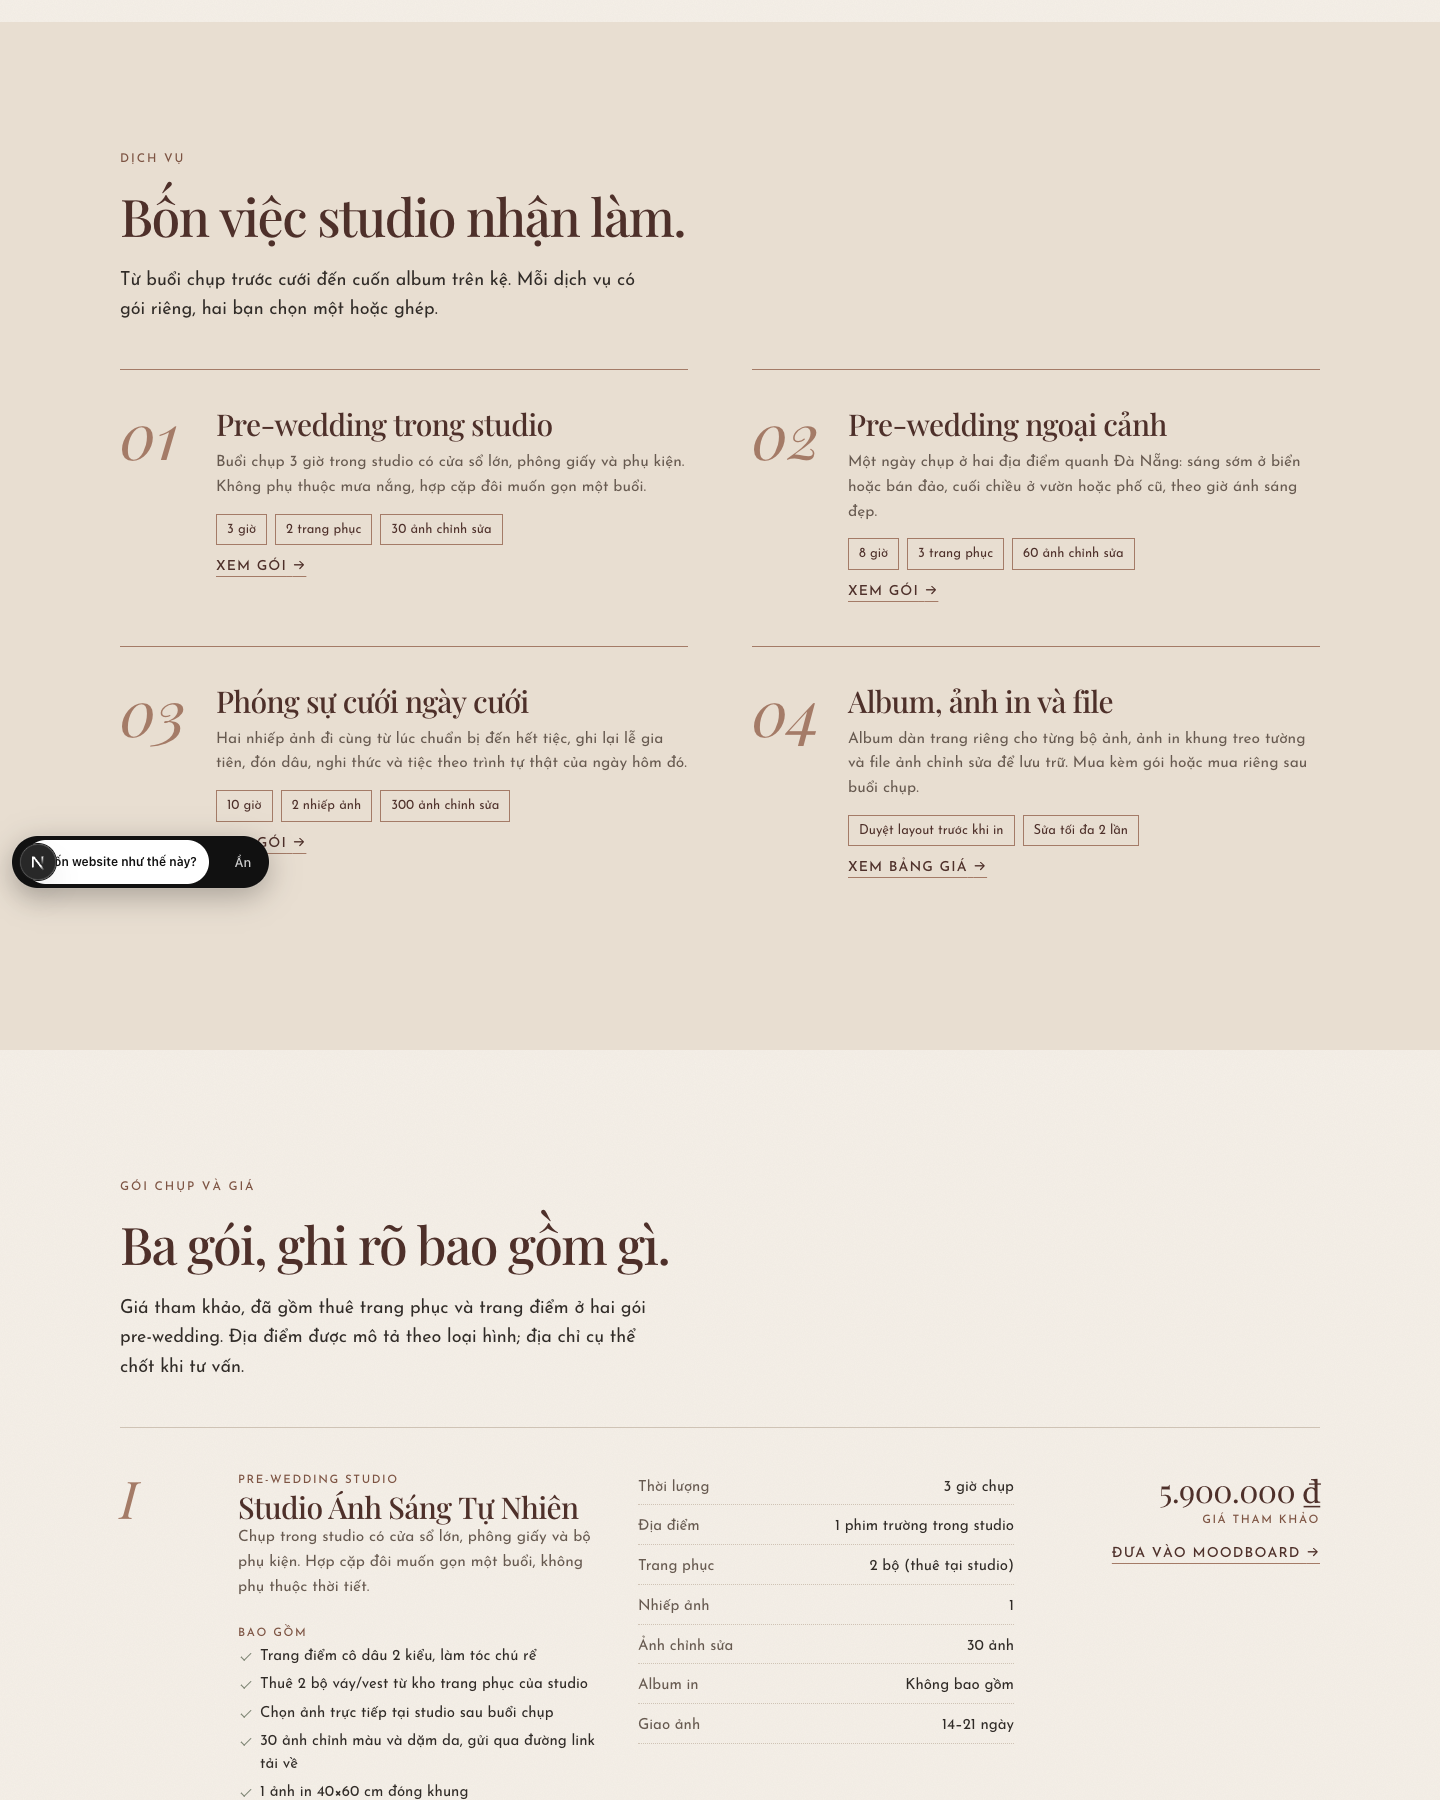 DỊCH VỤ
Bốn việc studio nhận làm.
Từ buổi chụp trước cưới đến cuốn album trên kệ. Mỗi dịch vụ có
gói riêng, hai bạn chọn một hoặc ghép.
01
Pre-wedding trong studio
Buổi chụp 3 giờ trong studio có cửa sổ lớn, phông giấy và phụ kiện.
Không phụ thuộc mưa nắng, hợp cặp đôi muốn gọn một buổi.
3 giờ
2 trang phục
30 ảnh chỉnh sửa
XEM GÓI →
02
Pre-wedding ngoại cảnh
Một ngày chụp ở hai địa điểm quanh Đà Nẵng: sáng sớm ở biển
hoặc bán đảo, cuối chiều ở vườn hoặc phố cũ, theo giờ ánh sáng
đẹp.
8 giờ
3 trang phục
60 ảnh chỉnh sửa
XEM GÓI →
03
Phóng sự cưới ngày cưới
Hai nhiếp ảnh đi cùng từ lúc chuẩn bị đến hết tiệc, ghi lại lễ gia
tiên, đón dâu, nghi thức và tiệc theo trình tự thật của ngày hôm đó.
10 giờ
2 nhiếp ảnh
300 ảnh chỉnh sửa
GÓI →
04
Album, ảnh in và file
Album dàn trang riêng cho từng bộ ảnh, ảnh in khung treo tường
và file ảnh chỉnh sửa để lưu trữ. Mua kèm gói hoặc mua riêng sau
buổi chụp.
Duyệt layout trước khi in
Sửa tối đa 2 lần
XEM BẢNG GIÁ →
N
website như thế này?
Ẩn
GÓI CHỤP VÀ GIÁ
Ba gói, ghi rõ bao gồm gì.
Giá tham khảo, đã gồm thuê trang phục và trang điểm ở hai gói
pre-wedding. Địa điểm được mô tả theo loại hình; địa chỉ cụ thể
chốt khi tư vấn.
I
PRE-WEDDING STUDIO
Studio Ánh Sáng Tự Nhiên
Chụp trong studio có cửa sổ lớn, phông giấy và bộ
phụ kiện. Hợp cặp đôi muốn gọn một buổi, không
phụ thuộc thời tiết.
BAO GỒM
Trang điểm cô dâu 2 kiểu, làm tóc chú rể
Thuê 2 bộ váy/vest từ kho trang phục của studio
Chọn ảnh trực tiếp tại studio sau buổi chụp
30 ảnh chỉnh màu và dặm da, gửi qua đường link
tải về
1 ảnh in 40×60 cm đóng khung
Thời lượng 3 giờ chụp
Địa điểm 1 phim trường trong studio
Trang phục 2 bộ (thuê tại studio)
Nhiếp ảnh 1
Ảnh chỉnh sửa 30 ảnh
Album in Không bao gồm
Giao ảnh 14–21 ngày
5.900.000 ₫
GIÁ THAM KHẢO
ĐƯA VÀO MOODBOARD →